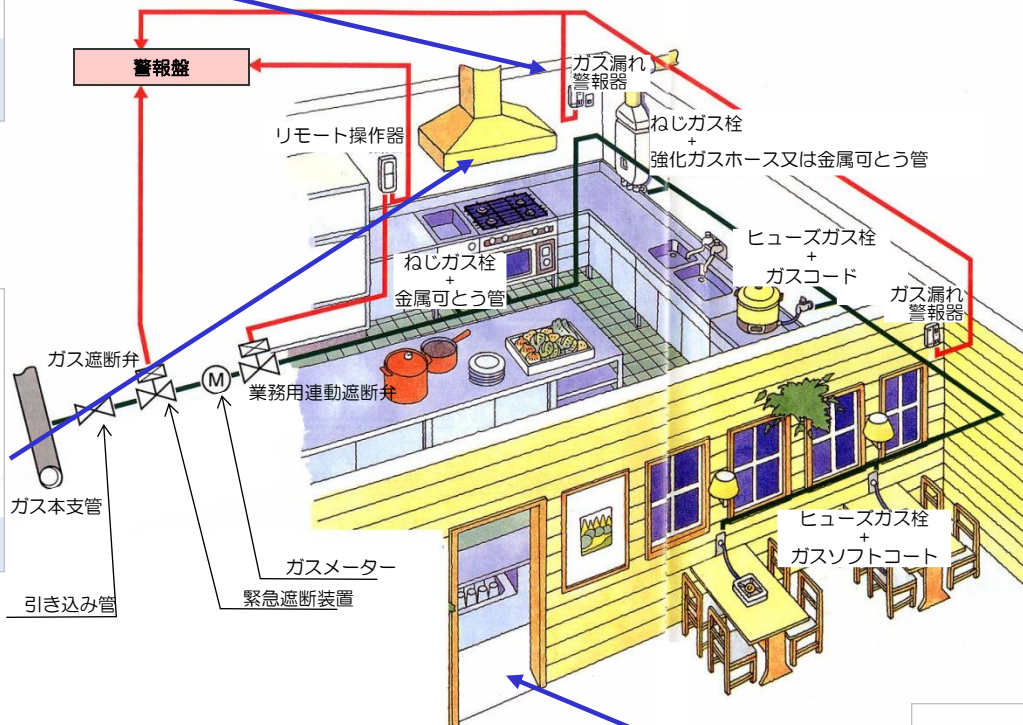 警報盤
ガス漏れ
警報器
リモート操作器
ねじガス栓
+
強化ガスホース又は金属可とう管
ヒューズガス栓
+
ガスコード
ねじガス栓
+
金属可とう管
ガス漏れ
警報器
ガス遮断弁
M
業務用連動遮断弁
ガス本支管
ヒューズガス栓
+
ガスソフトコート
ガスメーター
緊急遮断装置
引き込み管